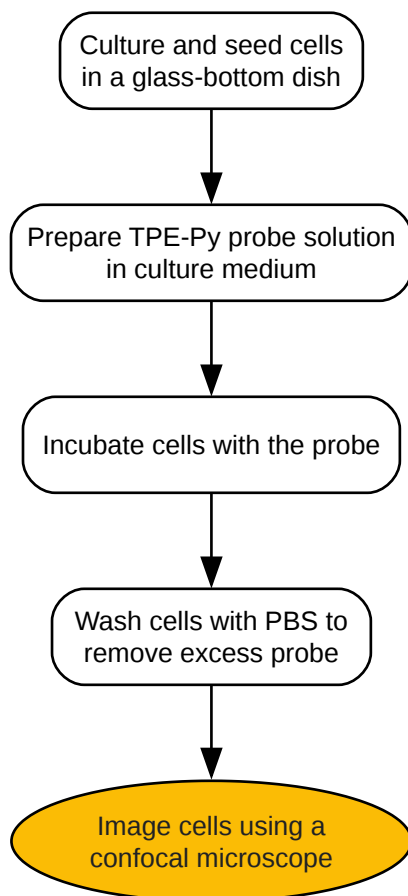 Culture and seed cells
in a glass-bottom dish
Prepare TPE-Py probe solution
in culture medium
Incubate cells with the probe
Wash cells with PBS to
remove excess probe
Image cells using a
confocal microscope